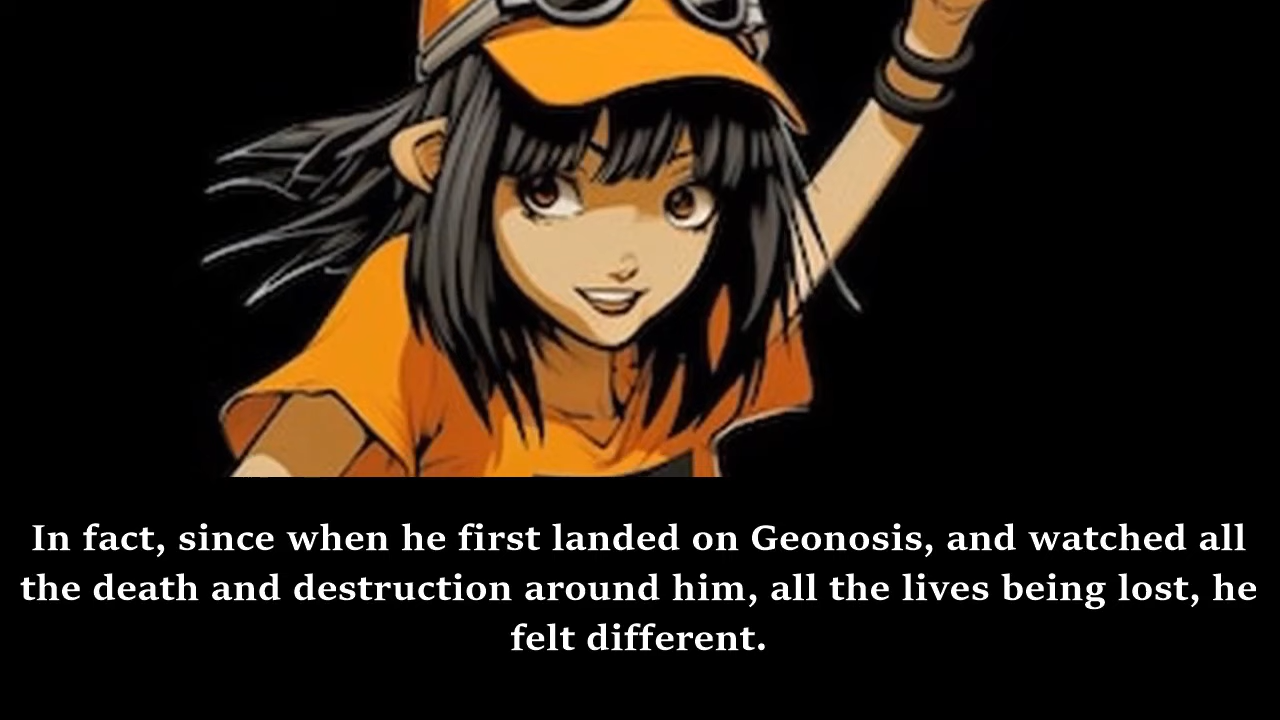 In fact, since when he first landed on Geonosis, and watched all
the death and destruction around him, all the lives being lost, he
felt different.